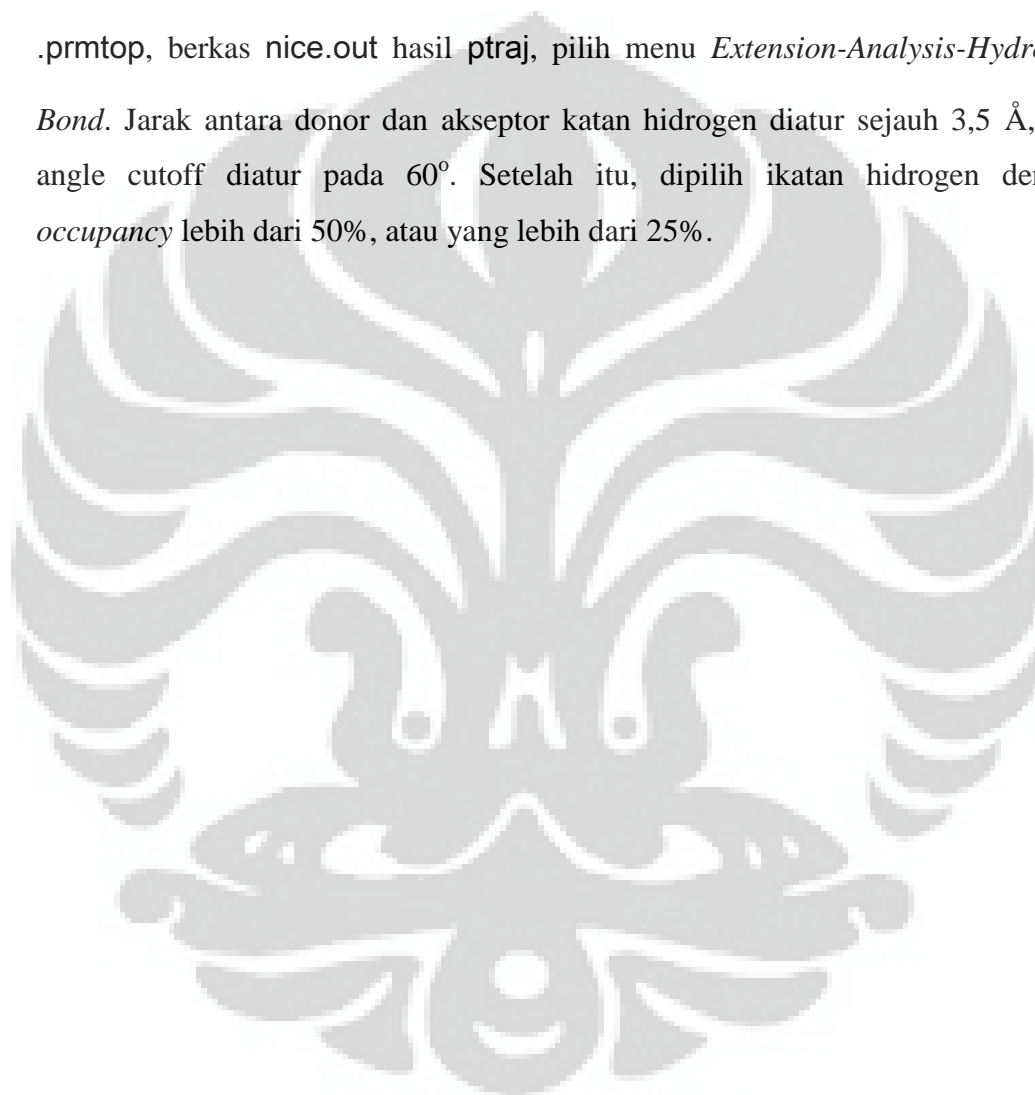 .prmtop, berkas nice.out hasil ptraj, pilih menu Extension-Analysis-Hydro
Bond. Jarak antara donor dan akseptor katan hidrogen diatur sejauh 3,5 Å,
angle cutoff diatur pada 60o. Setelah itu, dipilih ikatan hidrogen
occupancy lebih dari 50%, atau yang lebih dari 25%.